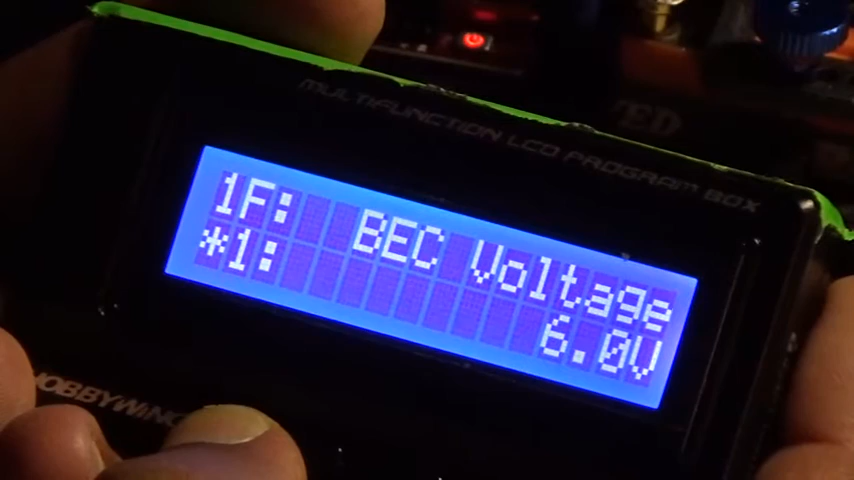 MULTIFUNCTION LCD PROGRAM BOX
1F: BEC Voltage
*1: 6.0V
HOBBYWING